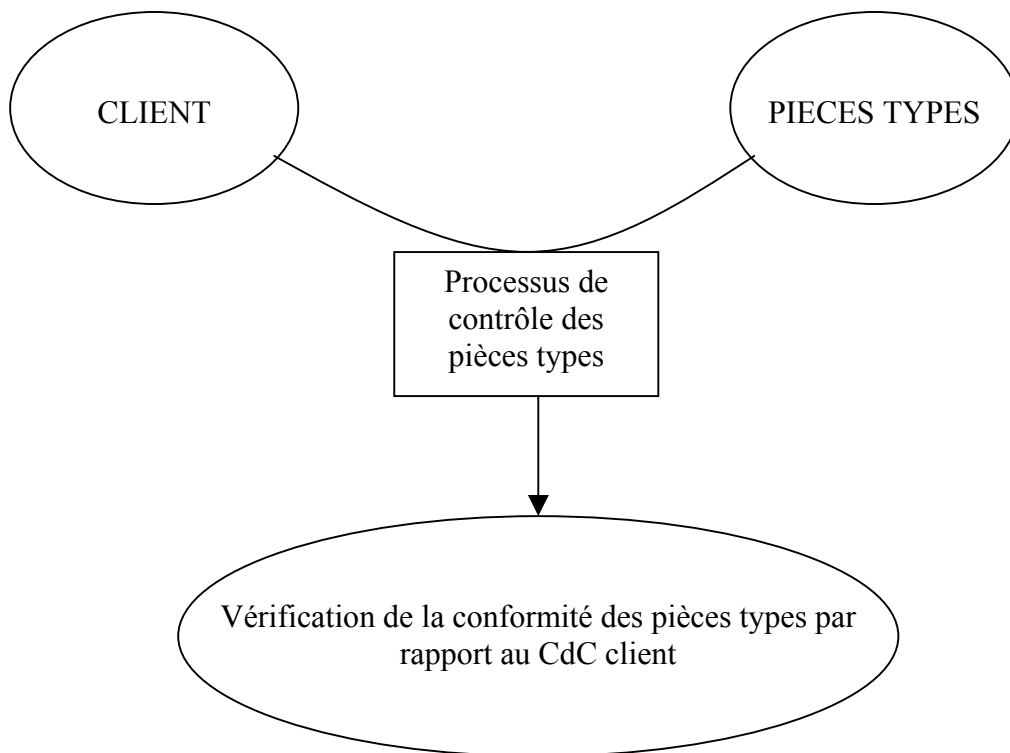 CLIENT
PIECES TYPES
Processus de
contrôle des
pièces types
Vérification de la conformité des pièces types par
rapport au CdC client